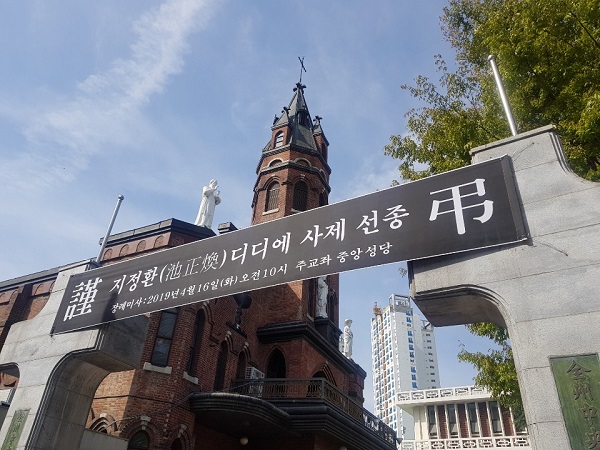 謹 지정환(池正煥)디디에 사제 선종 弔
장례미사:2019년4월16일(화)오전10시 주교좌 중앙성당